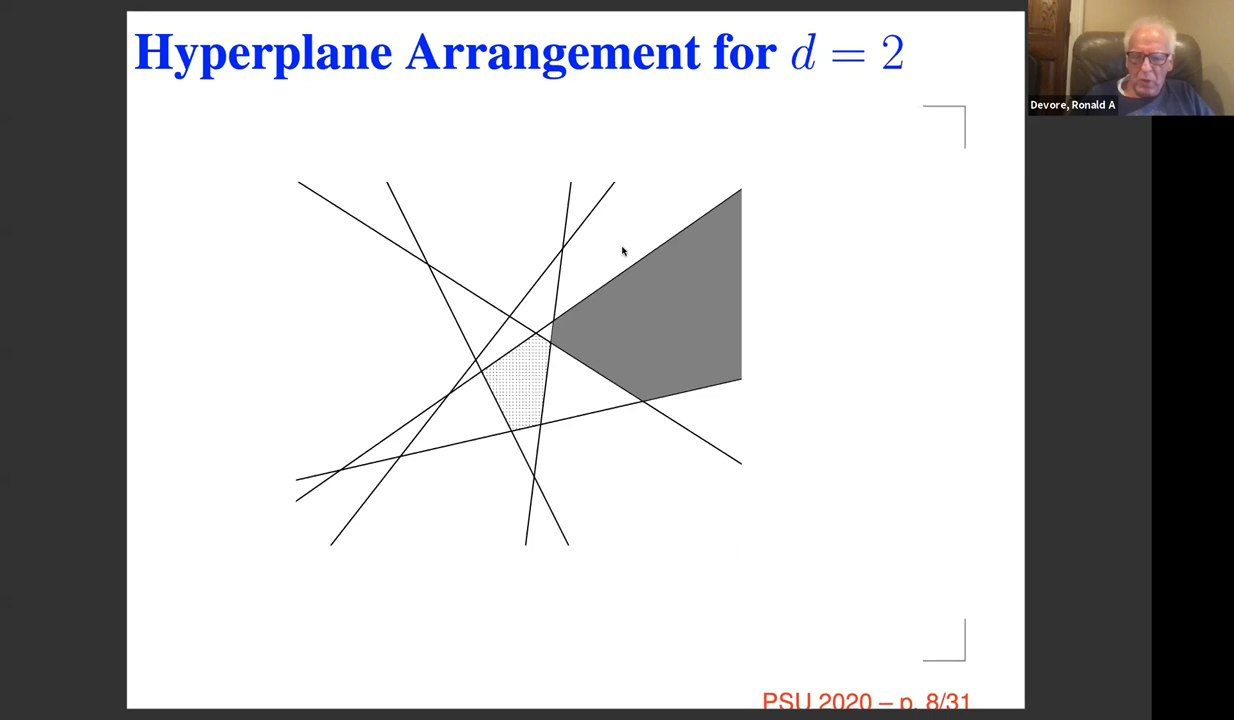 Hyperplane Arrangement for d = 2
Devore, Ronald A
PSU 2020 – p. 8/31